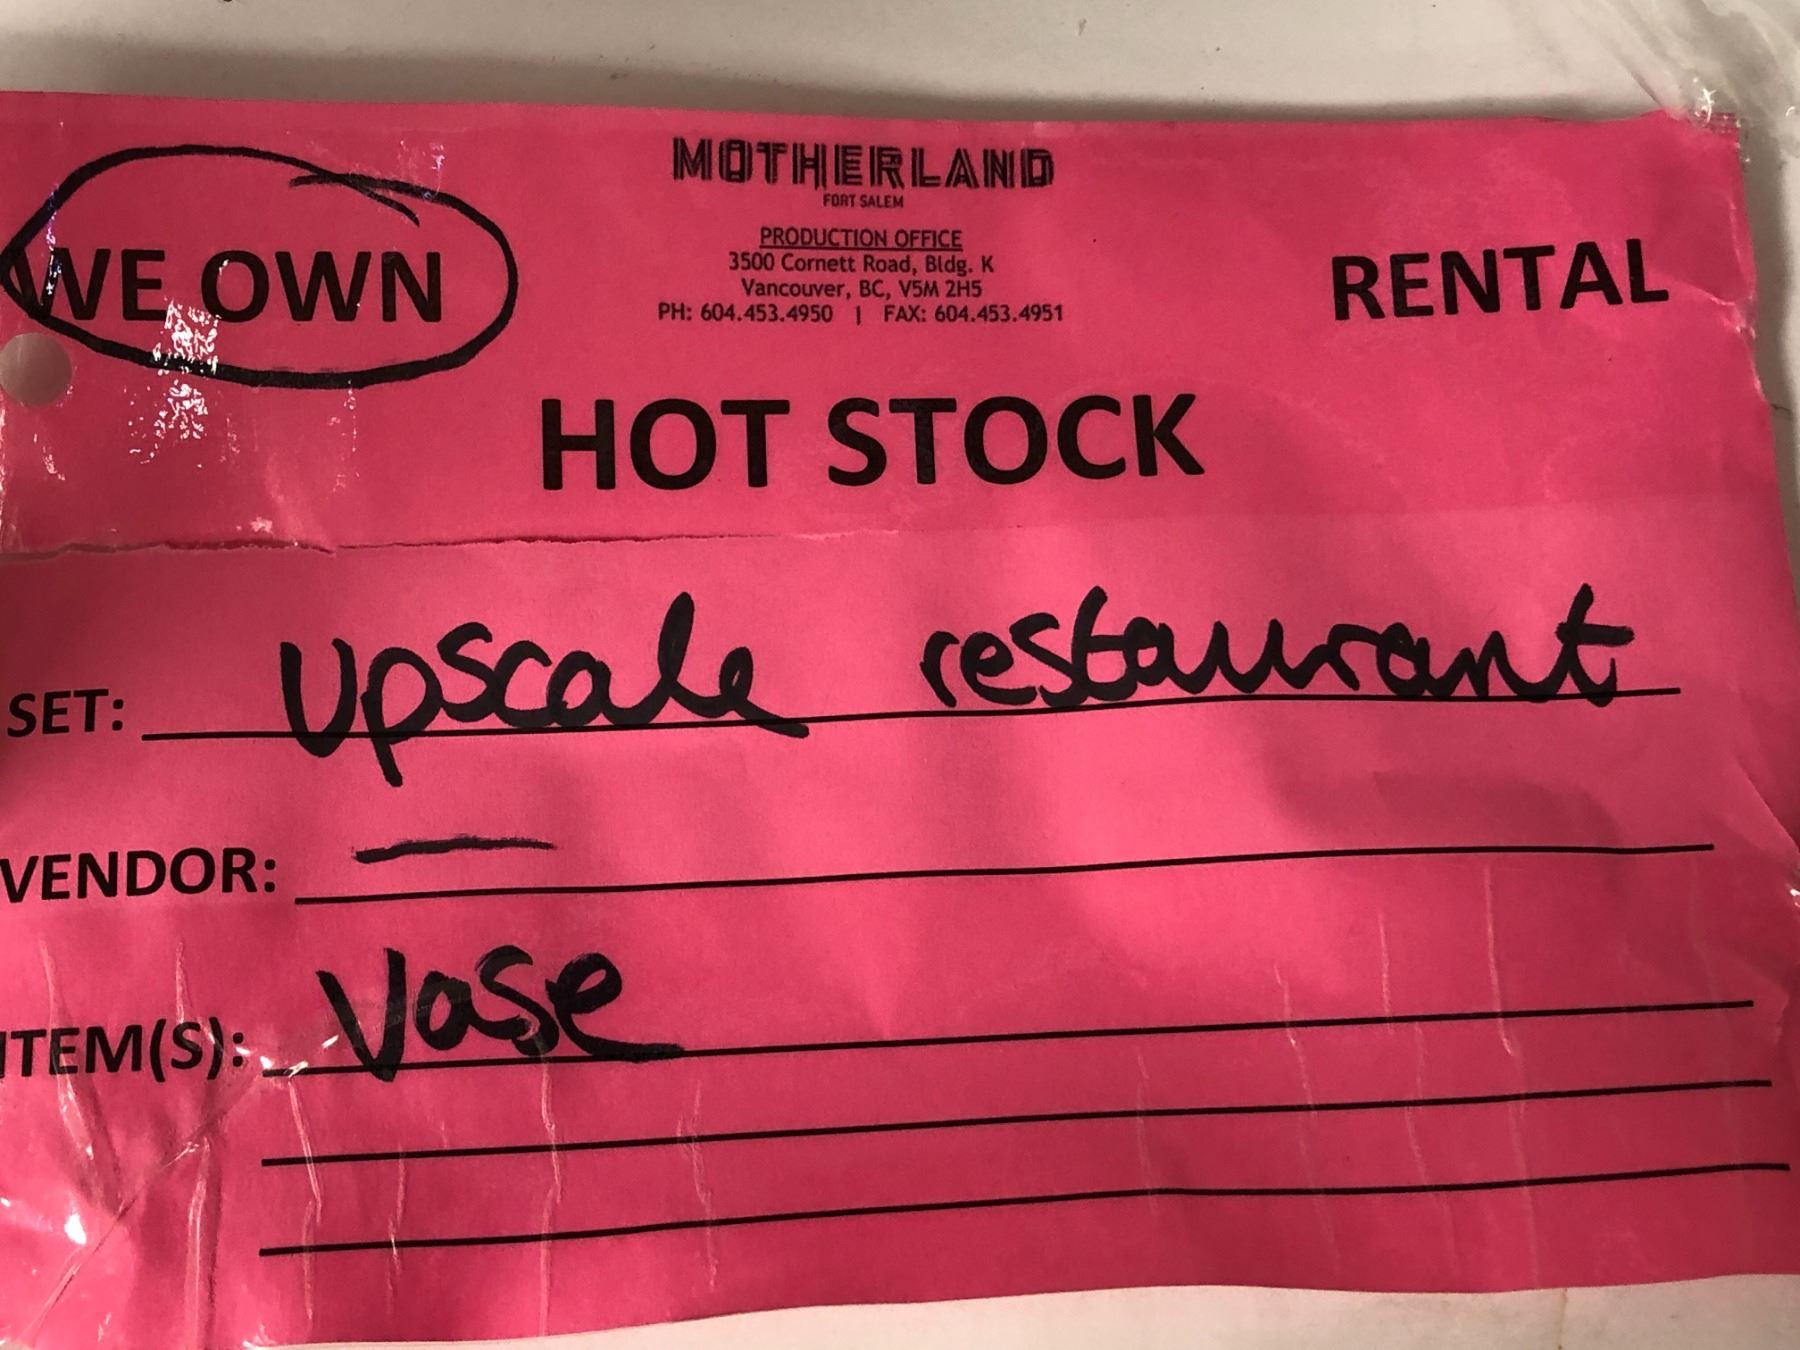 MOTHERLAND
FORT SALEM
WE OWN
PRODUCTION OFFICE
3500 Cornett Road, Bldg. K
Vancouver, BC, V5M 2H5
PH: 604.453.4950 | FAX: 604.453.4951
RENTAL
HOT STOCK
SET: Upscale restaurant
VENDOR: —
ITEM(S): Vase